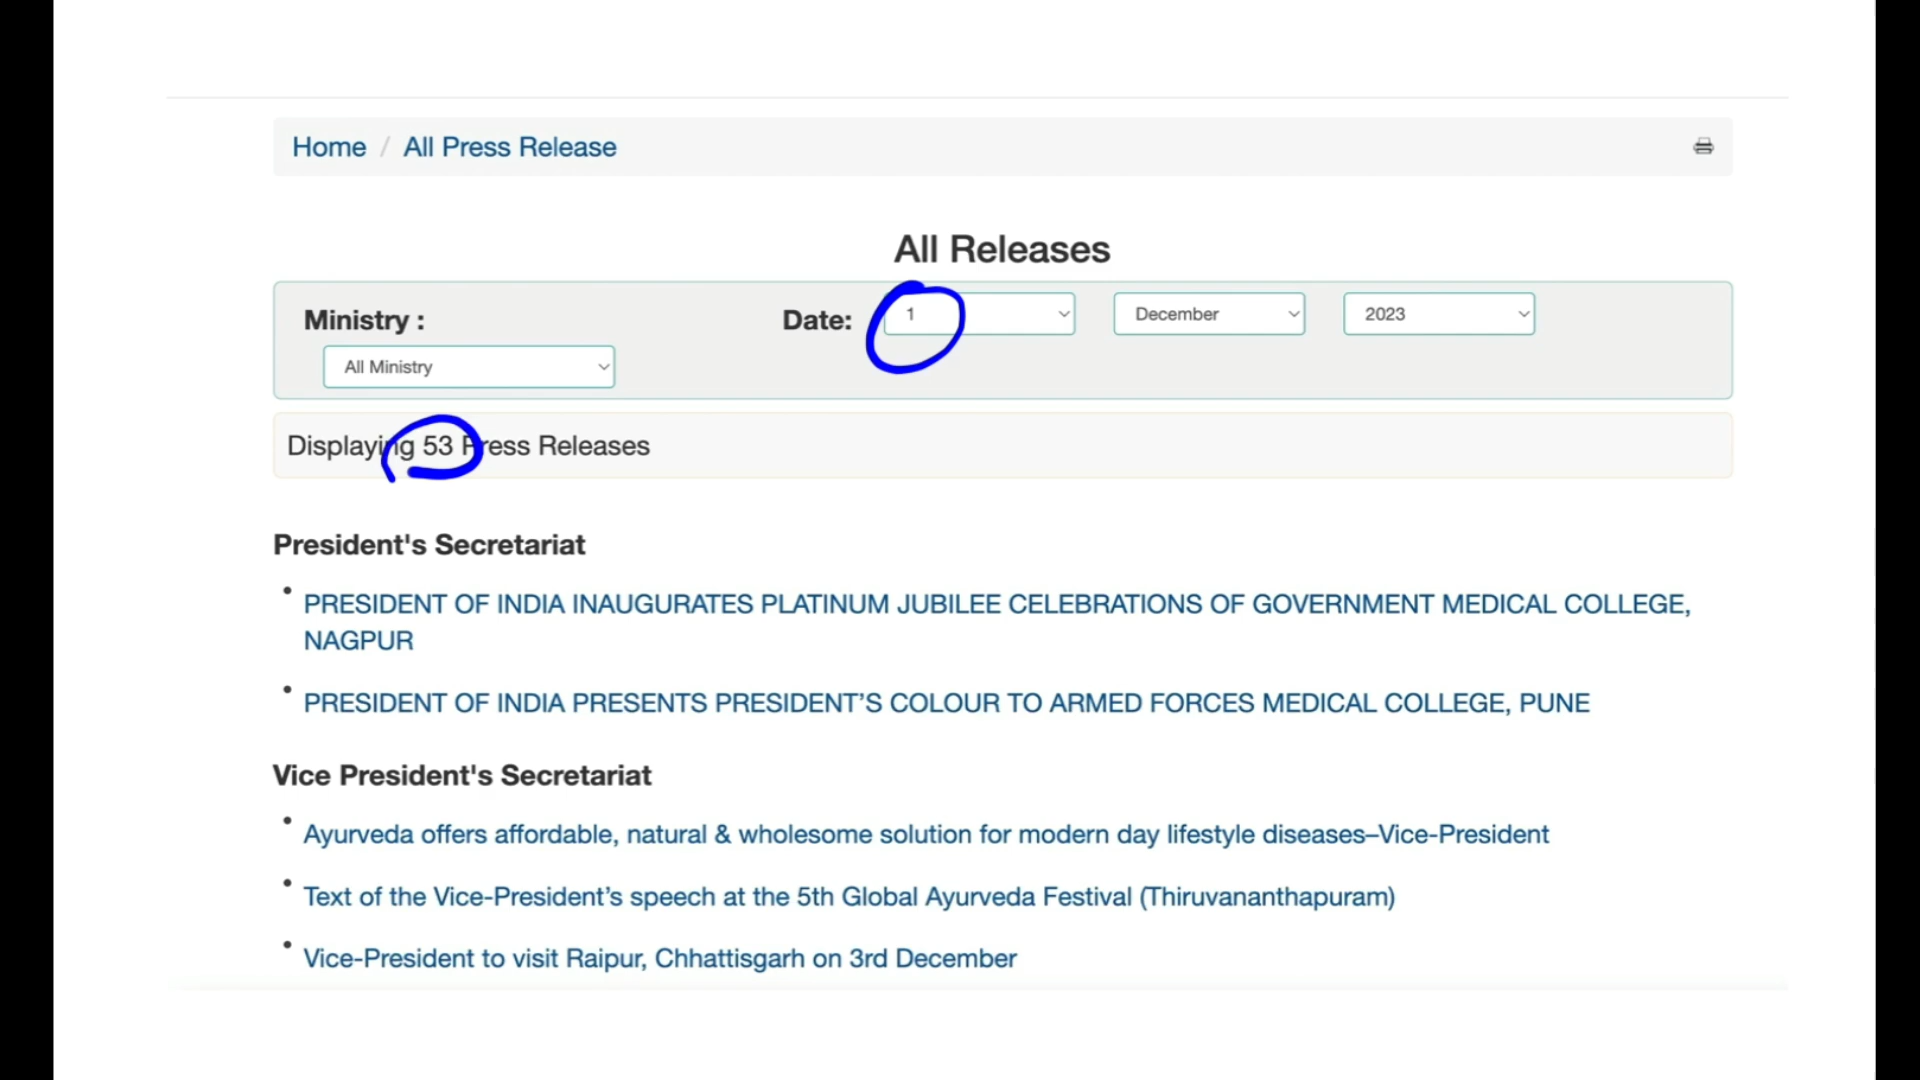 Home / All Press Release
All Releases
Ministry :
Date: 1 December 2023
All Ministry
Displaying 53 Press Releases
President's Secretariat
• PRESIDENT OF INDIA INAUGURATES PLATINUM JUBILEE CELEBRATIONS OF GOVERNMENT MEDICAL COLLEGE,
NAGPUR
• PRESIDENT OF INDIA PRESENTS PRESIDENT’S COLOUR TO ARMED FORCES MEDICAL COLLEGE, PUNE
Vice President's Secretariat
• Ayurveda offers affordable, natural & wholesome solution for modern day lifestyle diseases–Vice-President
• Text of the Vice-President’s speech at the 5th Global Ayurveda Festival (Thiruvananthapuram)
• Vice-President to visit Raipur, Chhattisgarh on 3rd December